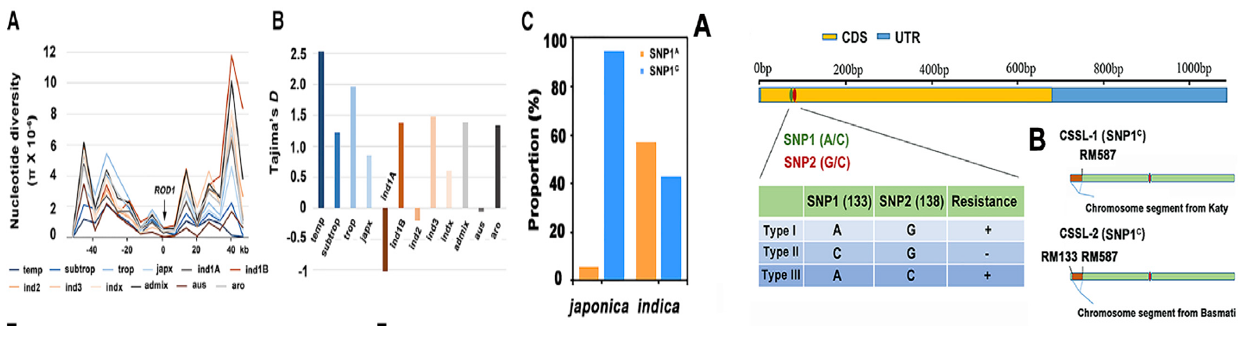 A
Nucleotide diversity
(π X 10⁻⁶)
12
10
8
6
4
2
0
ROD1
-40
-20
0
20
40 kb
temp
subtrop
trop
japx
ind1A
ind1B
ind2
ind3
indx
admix
aus
aro
B
Tajima's D
2.5
2.0
1.5
1.0
0.5
0
-0.5
-1
temp
subtrop
trop
japx
Ind1A
Ind1B
ind2
ind3
indx
admix
aus
aro
C
Proportion (%)
100
80
60
40
20
0
SNP1ᴬ
SNP1ᶜ
japonica
indica
A
CDS
UTR
0bp
200bp
400bp
600bp
800bp
1000bp
SNP1 (A/C)
SNP2 (G/C)
SNP1 (133) SNP2 (138) Resistance
Type I A G +
Type II C G -
Type III A C +
B
CSSL-1 (SNP1ᶜ)
RM587
Chromosome segment from Katy
CSSL-2 (SNP1ᶜ)
RM133 RM587
Chromosome segment from Basmati